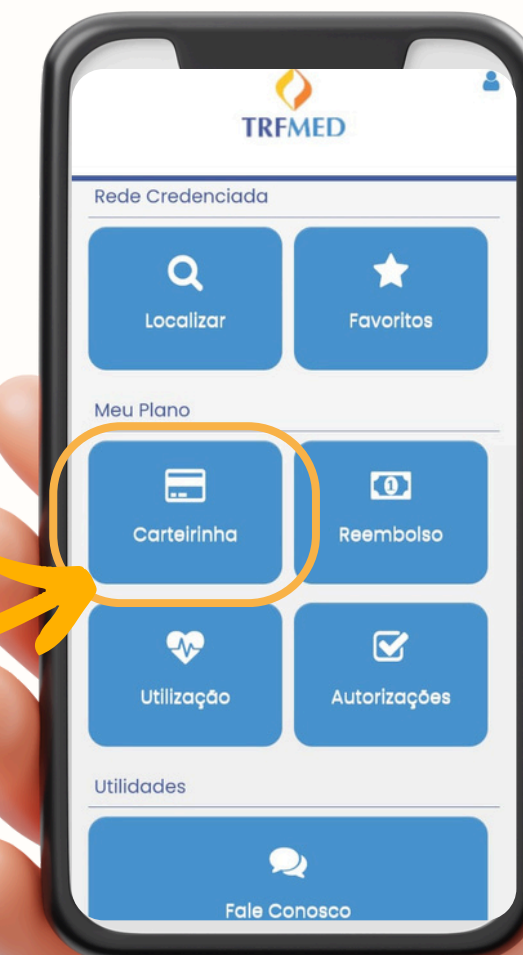 TRFMED
Rede Credenciada
Localizar
Favoritos
Meu Plano
Carteirinha
Reembolso
Utilização
Autorizações
Utilidades
Fale Conosco